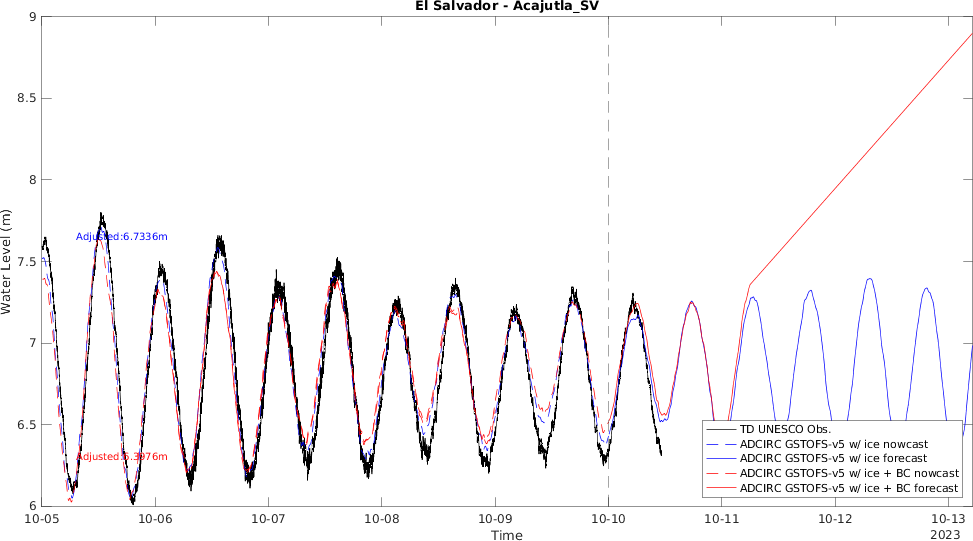 El Salvador - Acajutla_SV
Water Level (m)
9
8.5
8
7.5
7
6.5
6
Adjusted:6.7336m
Adjusted:6.3976m
TD UNESCO Obs.
ADCIRC GSTOFS-v5 w/ ice nowcast
ADCIRC GSTOFS-v5 w/ ice forecast
ADCIRC GSTOFS-v5 w/ ice + BC nowcast
ADCIRC GSTOFS-v5 w/ ice + BC forecast
10-05 10-06 10-07 10-08 10-09 10-10 10-11 10-12 10-13
Time
2023